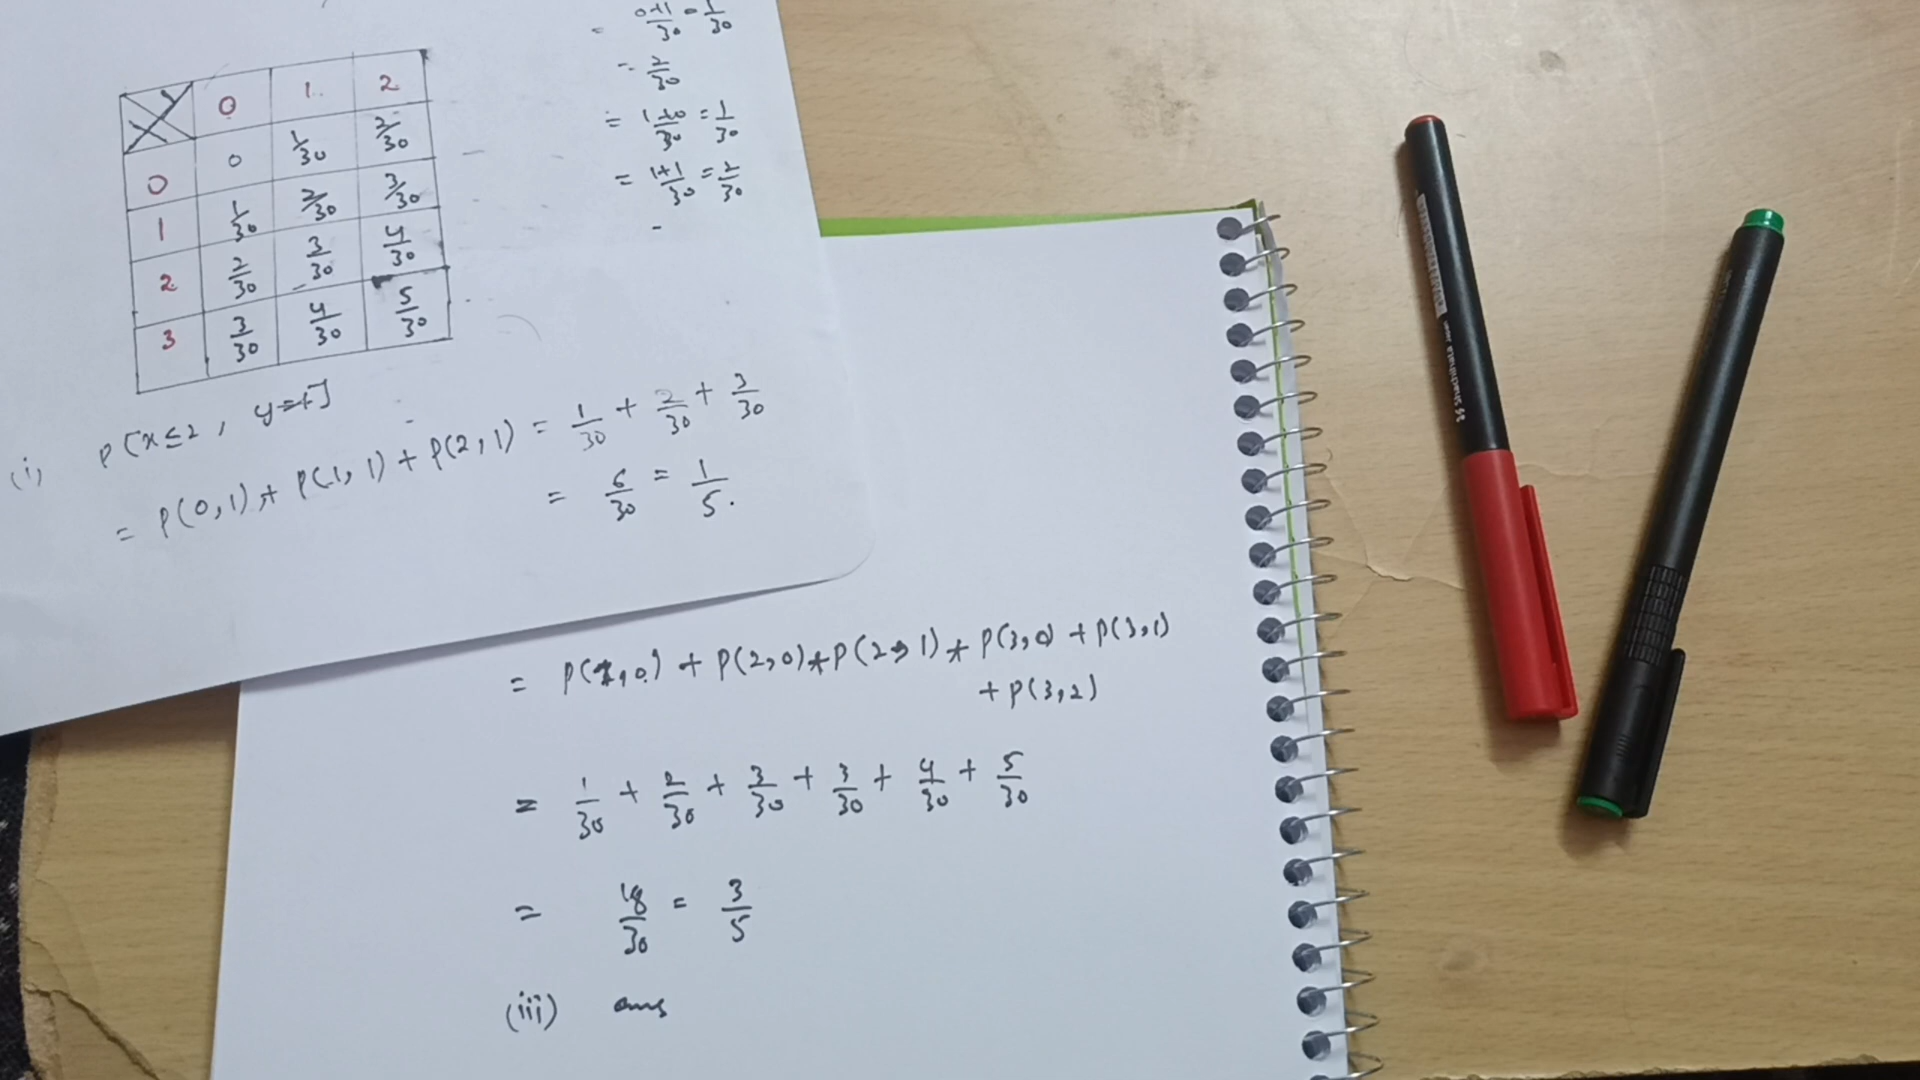 = 0+1/30 = 1/30
= 2/30
= 1+0/30 = 1/30
= 1+1/30 = 2/30
X Y 0 1 2
0 0 1/30 2/30
1 1/30 2/30 3/30
2 2/30 3/30 4/30
3 3/30 4/30 5/30
(i) P[x≤2, y=1]
= P(0,1) + P(1,1) + P(2,1) = 1/30 + 2/30 + 3/30
= 6/30 = 1/5.
= P(1,0) + P(2,0) + P(2,1) + P(3,0) + P(3,1)
+ P(3,2)
= 1/30 + 2/30 + 3/30 + 3/30 + 4/30 + 5/30
= 18/30 = 3/5
(iii) ans
Shachihata